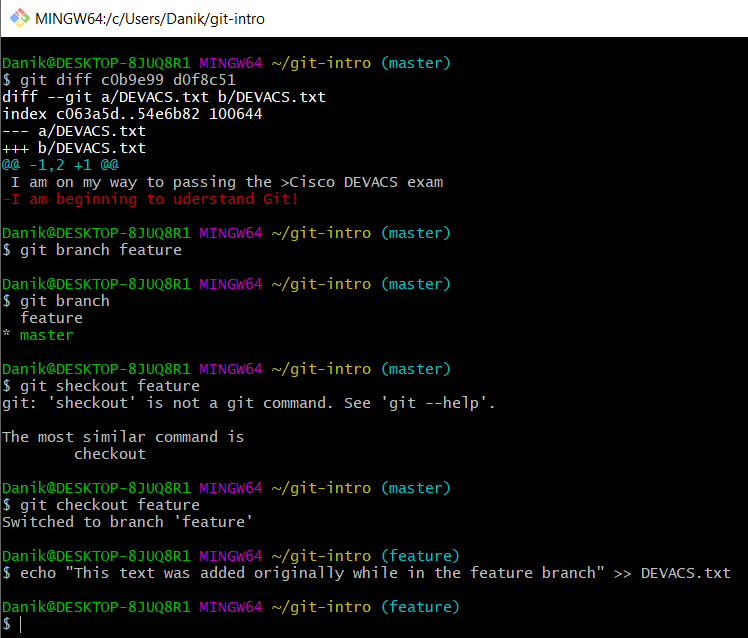 MINGW64:/c/Users/Danik/git-intro
Danik@DESKTOP-8JUQ8R1 MINGW64 ~/git-intro (master)
$ git diff c0b9e99 d0f8c51
diff --git a/DEVACS.txt b/DEVACS.txt
index c063a5d..54e6b82 100644
--- a/DEVACS.txt
+++ b/DEVACS.txt
@@ -1,2 +1 @@
 I am on my way to passing the >Cisco DEVACS exam
-I am beginning to uderstand Git!
Danik@DESKTOP-8JUQ8R1 MINGW64 ~/git-intro (master)
$ git branch feature
Danik@DESKTOP-8JUQ8R1 MINGW64 ~/git-intro (master)
$ git branch
  feature
* master
Danik@DESKTOP-8JUQ8R1 MINGW64 ~/git-intro (master)
$ git sheckout feature
git: 'sheckout' is not a git command. See 'git --help'.
The most similar command is
        checkout
Danik@DESKTOP-8JUQ8R1 MINGW64 ~/git-intro (master)
$ git checkout feature
Switched to branch 'feature'
Danik@DESKTOP-8JUQ8R1 MINGW64 ~/git-intro (feature)
$ echo "This text was added originally while in the feature branch" >> DEVACS.txt
Danik@DESKTOP-8JUQ8R1 MINGW64 ~/git-intro (feature)
$